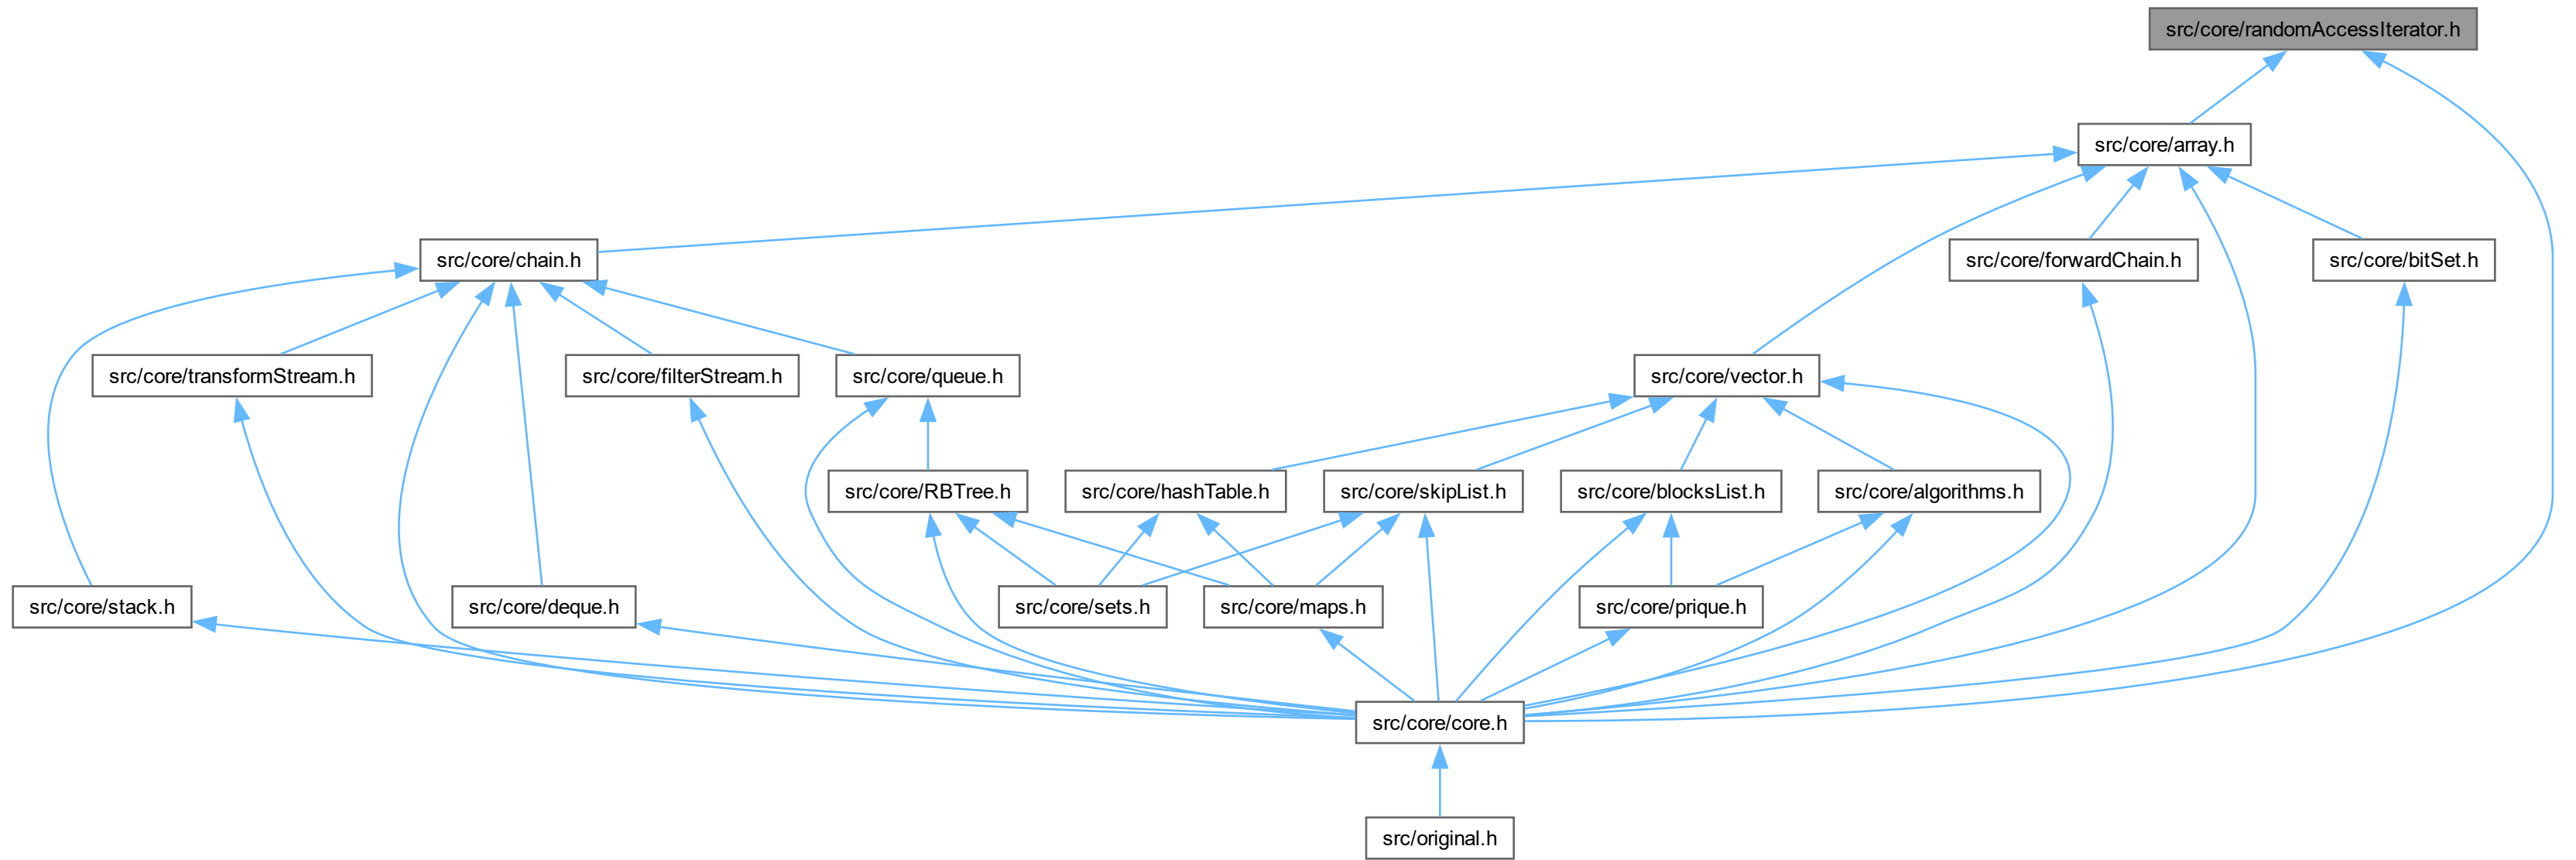 src/core/randomAccessIterator.h
src/core/array.h
src/core/chain.h
src/core/forwardChain.h
src/core/bitSet.h
src/core/transformStream.h
src/core/filterStream.h
src/core/queue.h
src/core/vector.h
src/core/RBTree.h
src/core/hashTable.h
src/core/skipList.h
src/core/blocksList.h
src/core/algorithms.h
src/core/stack.h
src/core/deque.h
src/core/sets.h
src/core/maps.h
src/core/prique.h
src/core/core.h
src/original.h